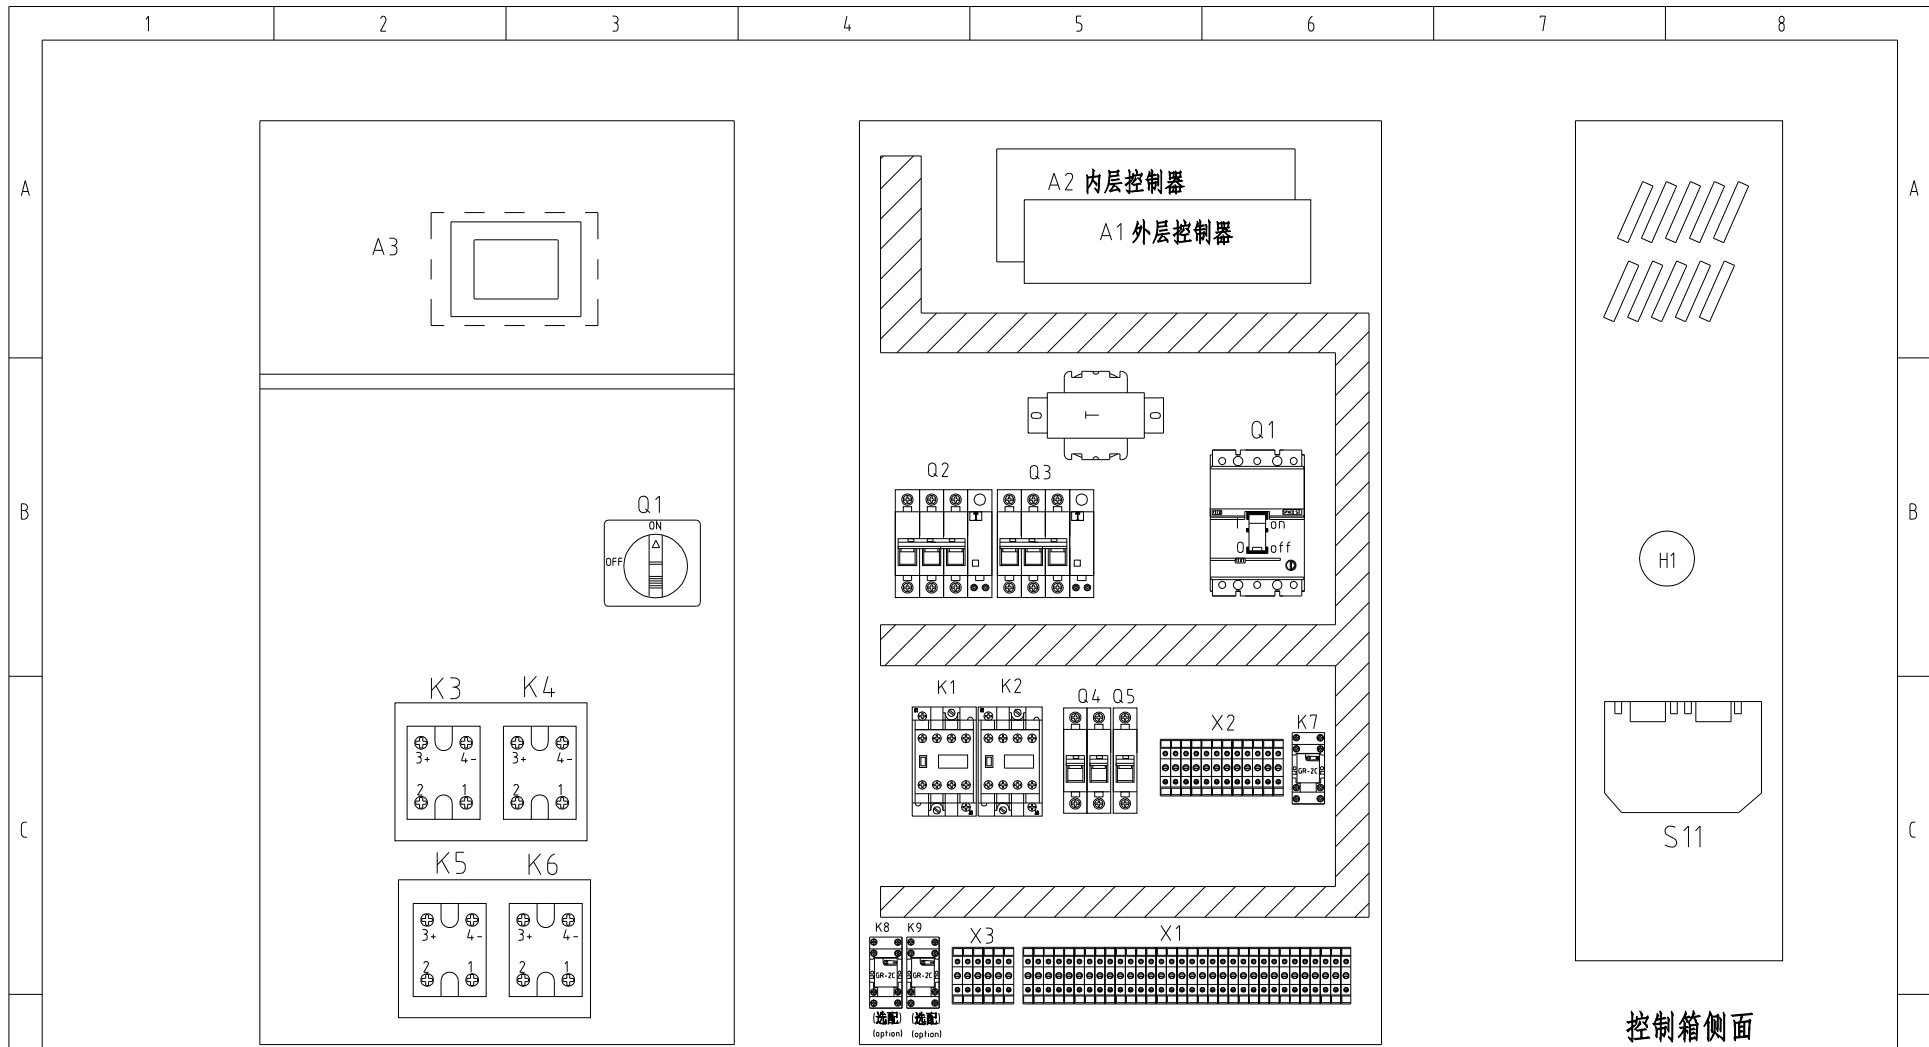 1 2 3 4 5 6 7 8
A A
A2 内层控制器
A1 外层控制器
A3
T
Q1
Q2 Q3
Q1
ON
OFF
I on
O off
B B
H1
K3 K4
K1 K2
Q4 Q5
X2
K7
3+ 4- 3+ 4-
2 1 2 1
GR-2C
C C
S11
K5 K6
3+ 4- 3+ 4-
2 1 2 1
K8 K9
X3
X1
GR-2C GR-2C
(选配) (选配)
(option) (option)
控制箱侧面